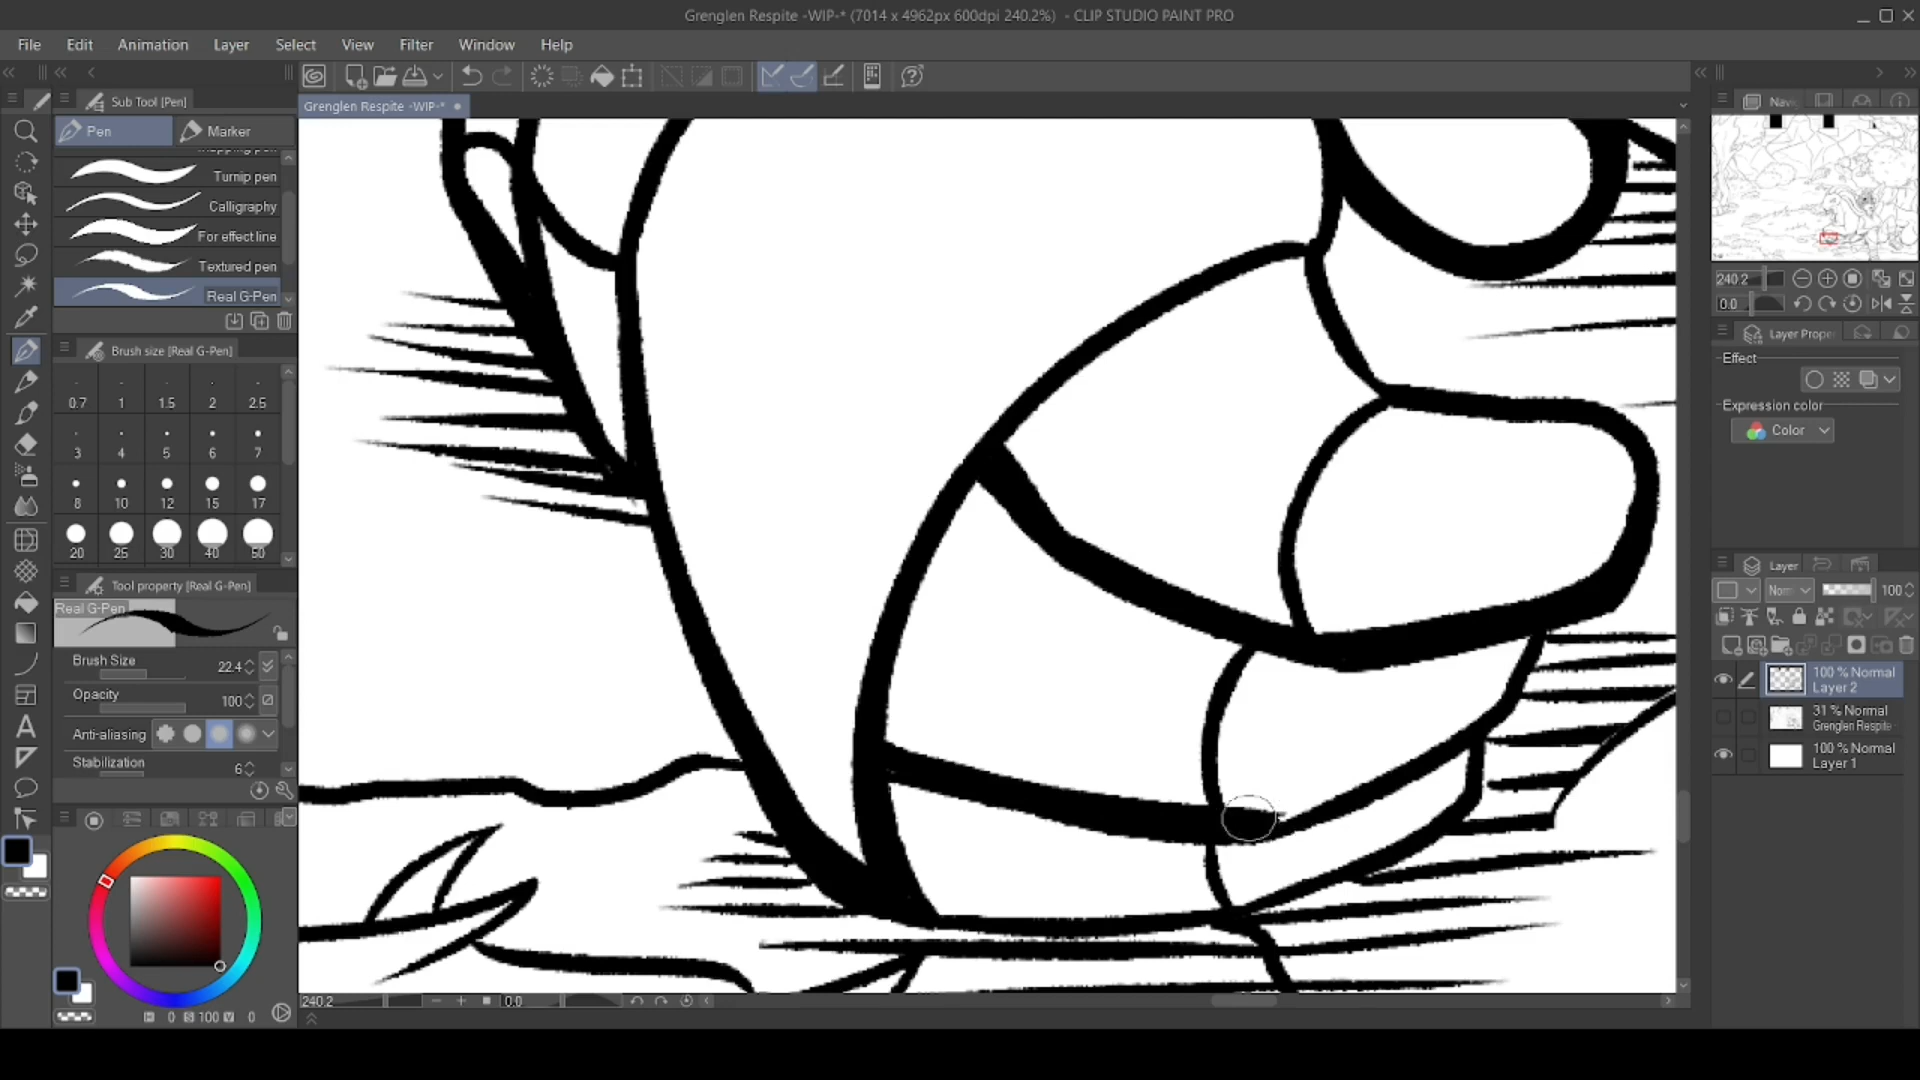 Grenglen Respite -WIP-* (7014 x 4962px 600dpi 240.2%) - CLIP STUDIO PAINT PRO
File Edit Animation Layer Select View Filter Window Help
Sub Tool [Pen]
Grenglen Respite -WIP-*
Pen Marker
Turnip pen
Calligraphy
For effect line
Textured pen
Real G-Pen
Brush size [Real G-Pen]
0.7 1 1.5 2 2.5
3 4 5 6 7
8 10 12 15 17
20 25 30 40 50
Tool property [Real G-Pen]
Real G-Pen
Brush Size 22.4
Opacity 100
Anti-aliasing
Stabilization 6
H 0 S 100 V 0
240.2 0.0
Navi
240.2
0.0
Layer Prope
Effect
Expression color
Color
Layer
Norm 100
100 % Normal
Layer 2
31 % Normal
Grenglen Respite
100 % Normal
Layer 1